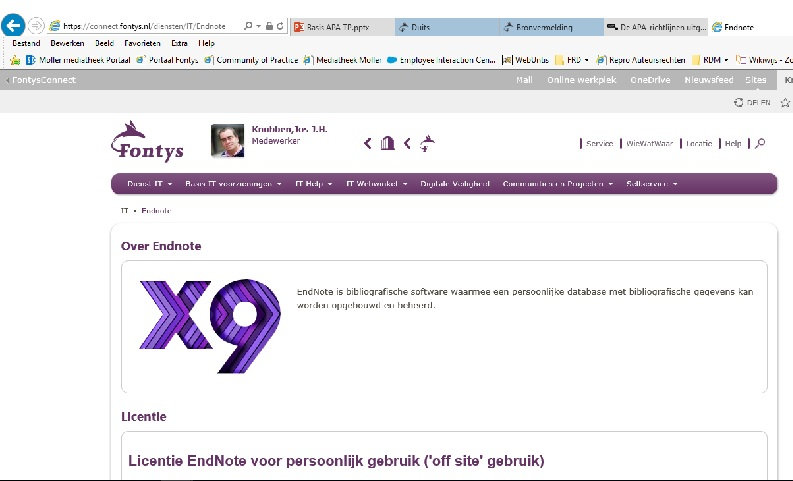 https://connect.fontys.nl/diensten/IT/Endnote
Basis APA TP.pptx
Duits
Bronvermelding
De APA-richtlijnen uitg...
Endnote
Bestand Bewerken Beeld Favorieten Extra Help
Moller mediatheek Portaal
Portaal Fontys
Community of Practice
Mediatheek Moller
Employee Interaction Cen...
WebUntis
FRD
Repro Auteursrechten
RDM
Wikiwijs - Zo
FontysConnect
Mail Online werkplek OneDrive Nieuwsfeed Sites
DELEN
Fontys
Knubben,Jos J.H.
Medewerker
Service | WieWatWaar | Locatie | Help
Dienst IT Basis IT voorzieningen IT Help IT Webwinkel Digitale Veiligheid Communities en Projecten Selfservice
IT • Endnote
Over Endnote
X9
EndNote is bibliografische software waarmee een persoonlijke database met bibliografische gegevens kan
worden opgebouwd en beheerd.
Licentie
Licentie EndNote voor persoonlijk gebruik ('off site' gebruik)